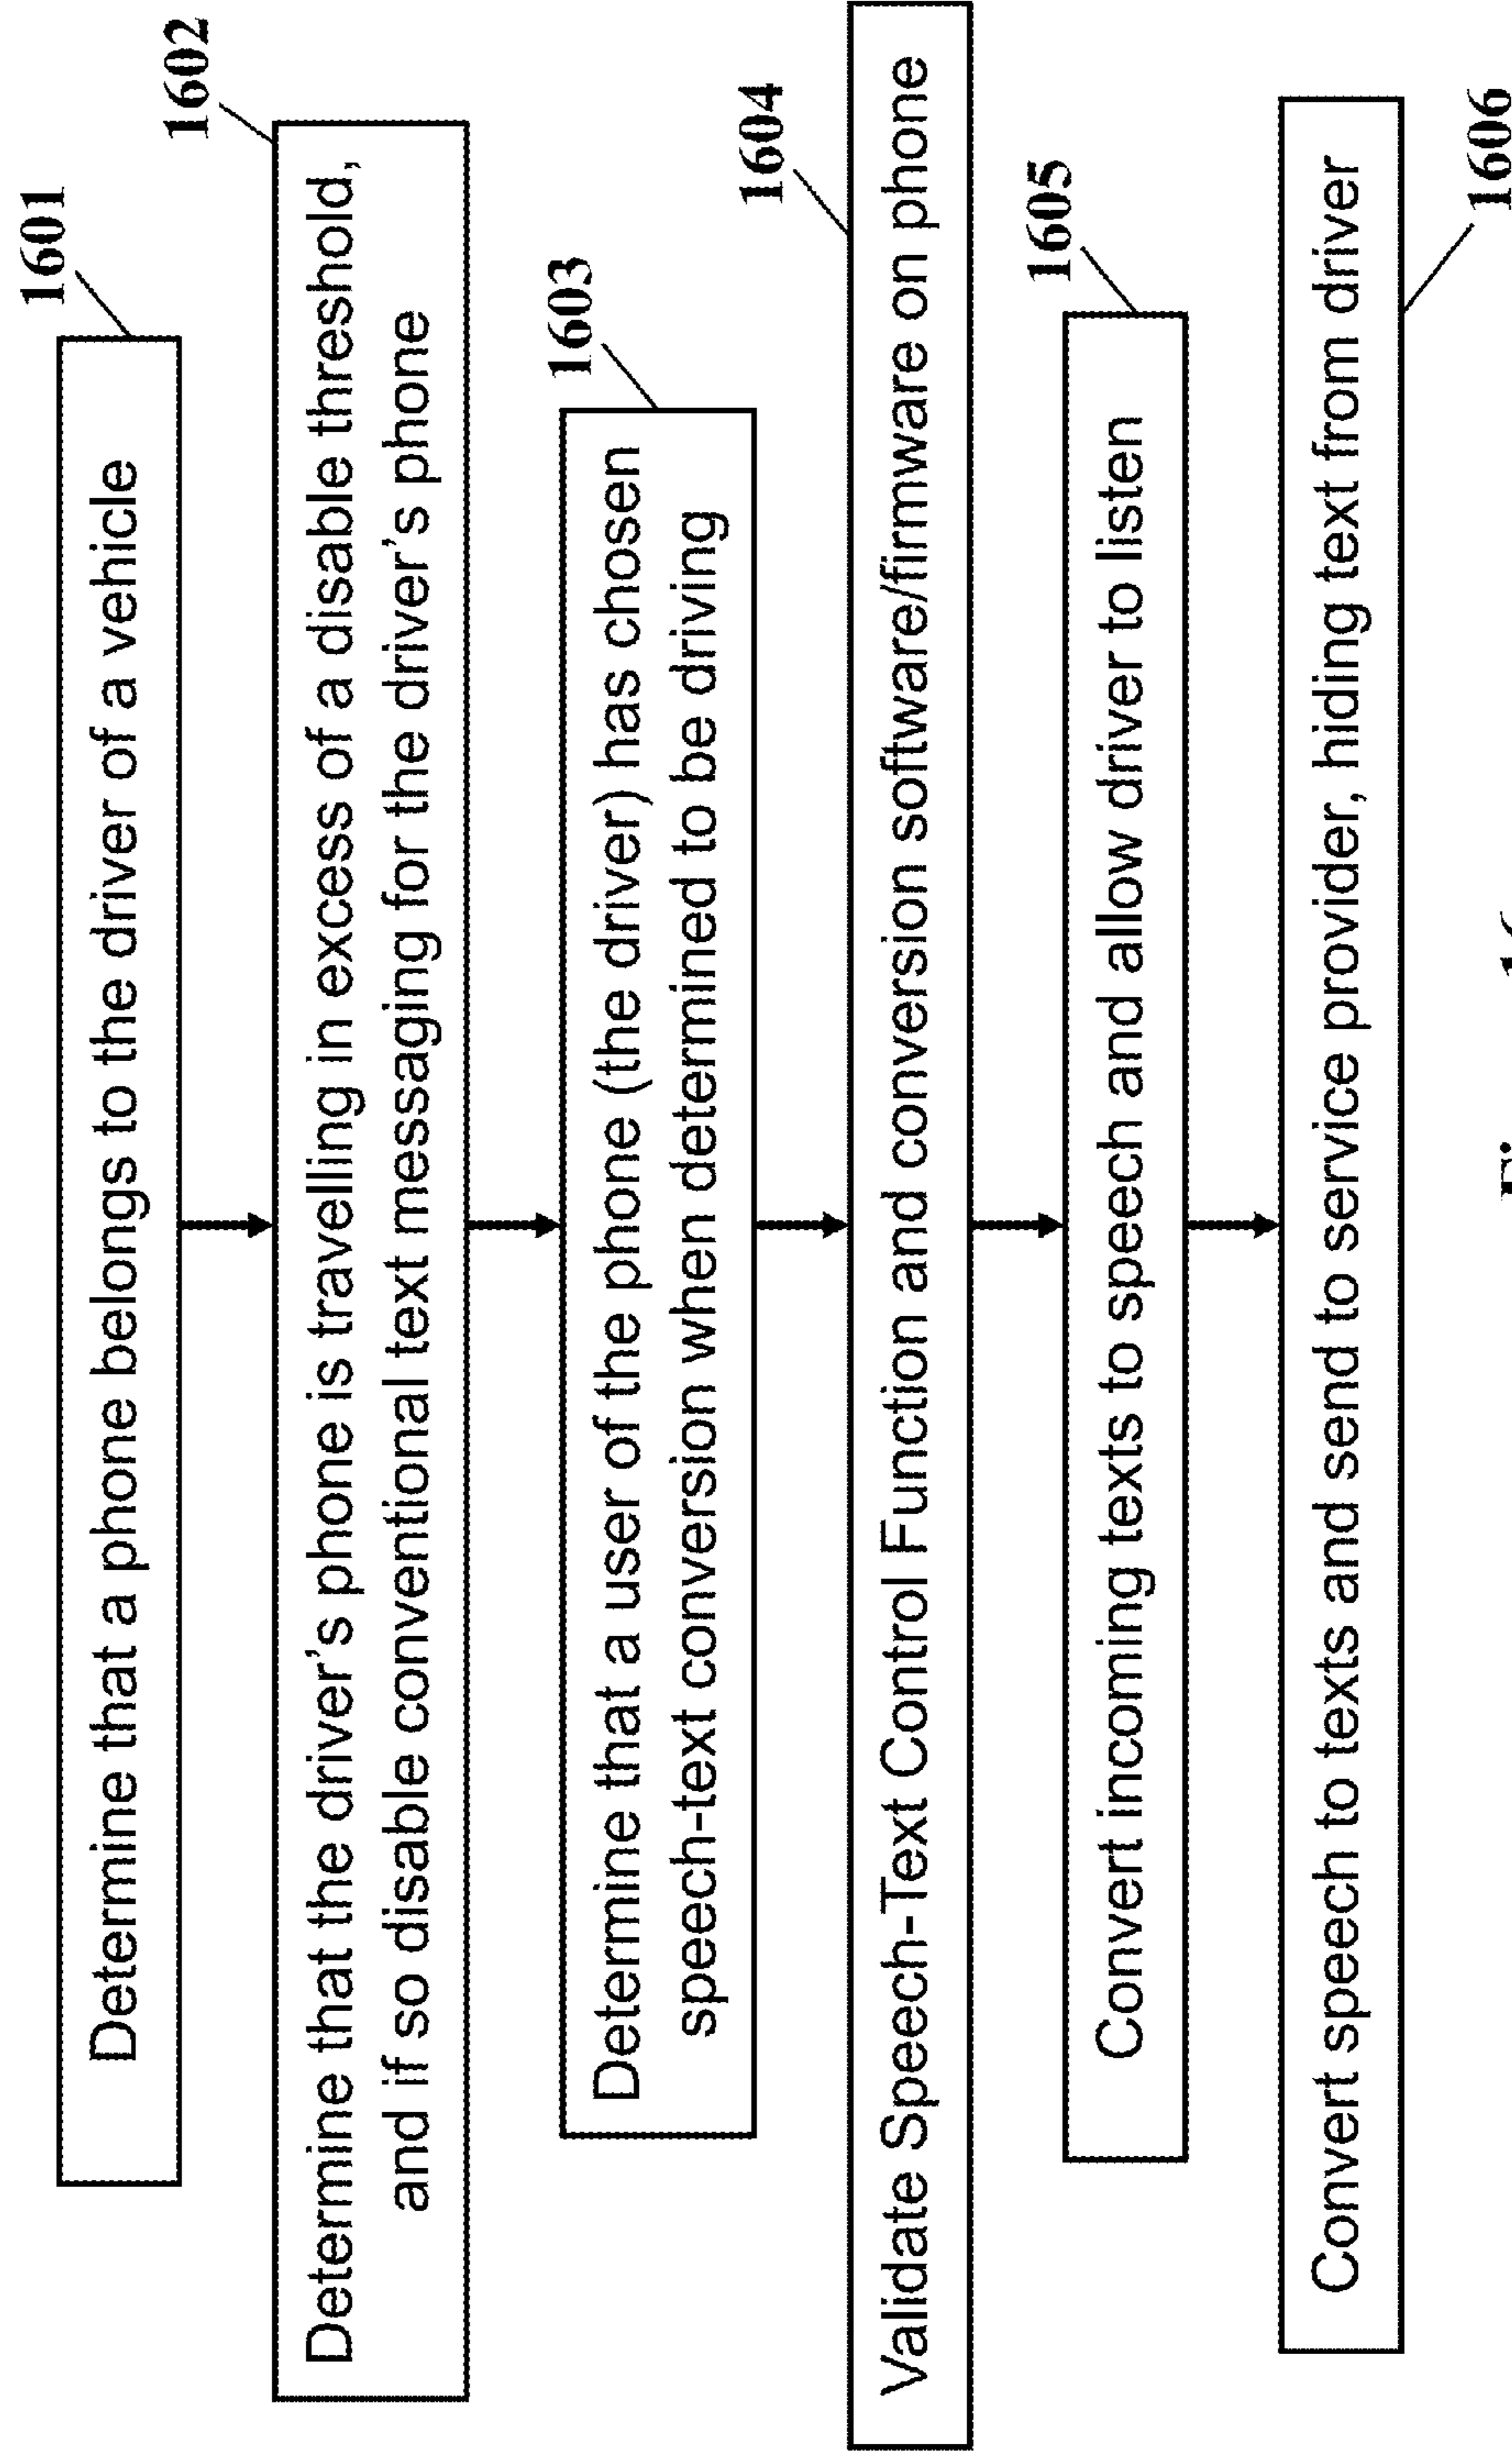 1601
Determine that a phone belongs to the driver of a vehicle
1602
Determine that the driver's phone is travelling in excess of a disable threshold,
and if so disable conventional text messaging for the driver's phone
1603
Determine that a user of the phone (the driver) has chosen
speech-text conversion when determined to be driving
1604
Validate Speech-Text Control Function and conversion software/firmware on phone
1605
Convert incoming texts to speech and allow driver to listen
Convert speech to texts and send to service provider, hiding text from driver
1606